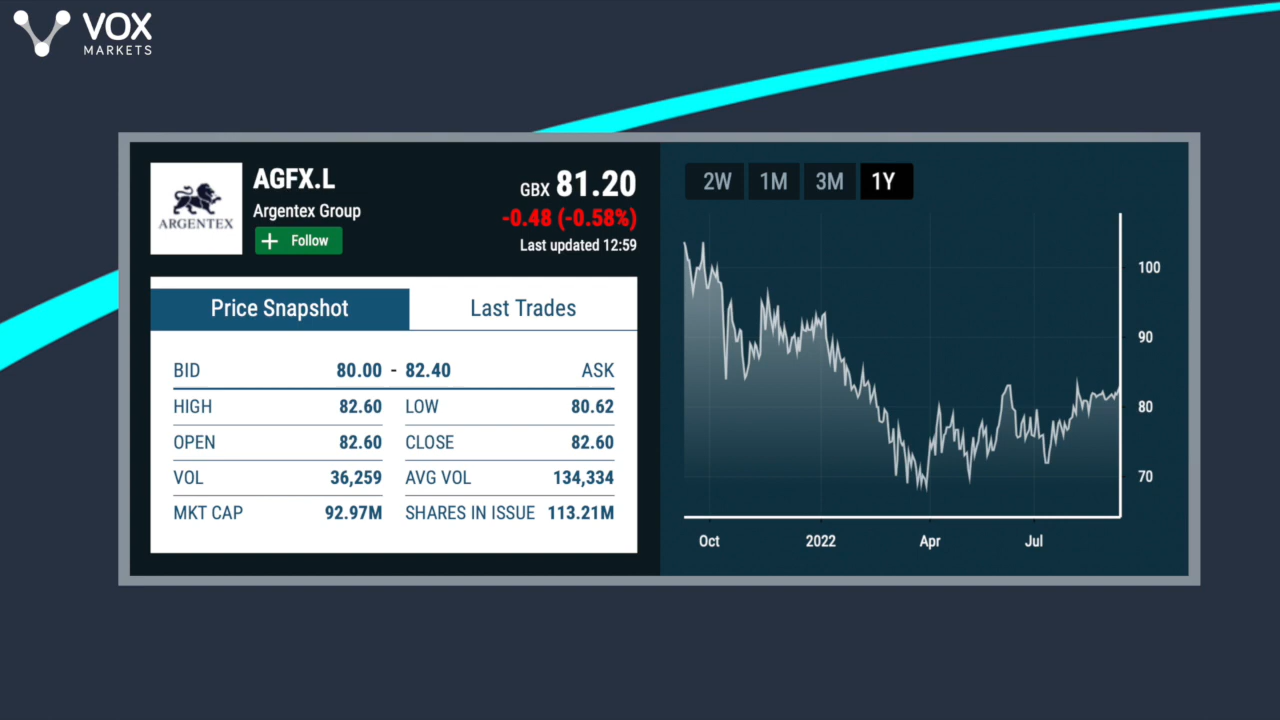 VOX
MARKETS
ARGENTEX
AGFX.L
Argentex Group
+ Follow
GBX 81.20
-0.48 (-0.58%)
Last updated 12:59
Price Snapshot Last Trades
BID 80.00 - 82.40 ASK
HIGH 82.60 LOW 80.62
OPEN 82.60 CLOSE 82.60
VOL 36,259 AVG VOL 134,334
MKT CAP 92.97M SHARES IN ISSUE 113.21M
2W 1M 3M 1Y
100
90
80
70
Oct 2022 Apr Jul